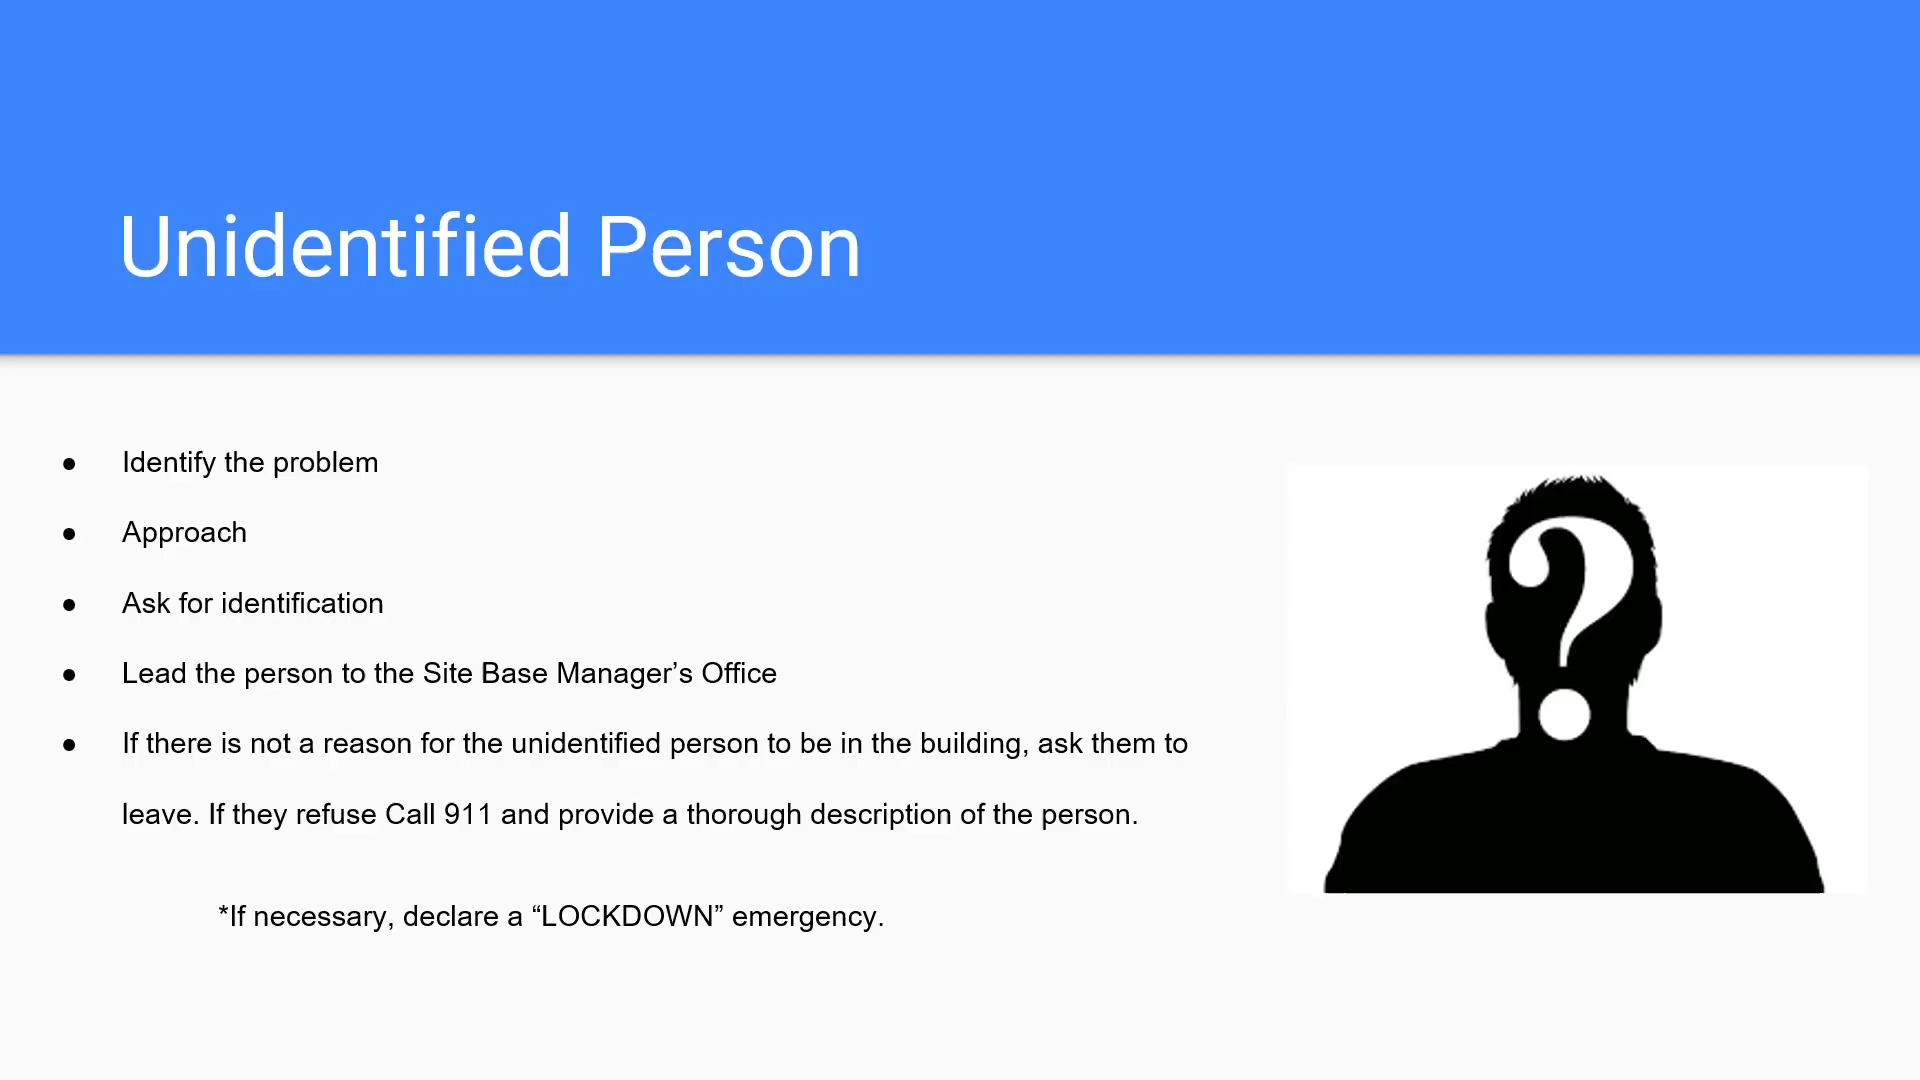 Unidentified Person
● Identify the problem
● Approach
● Ask for identification
● Lead the person to the Site Base Manager’s Office
● If there is not a reason for the unidentified person to be in the building, ask them to
leave. If they refuse Call 911 and provide a thorough description of the person.
*If necessary, declare a “LOCKDOWN” emergency.
?